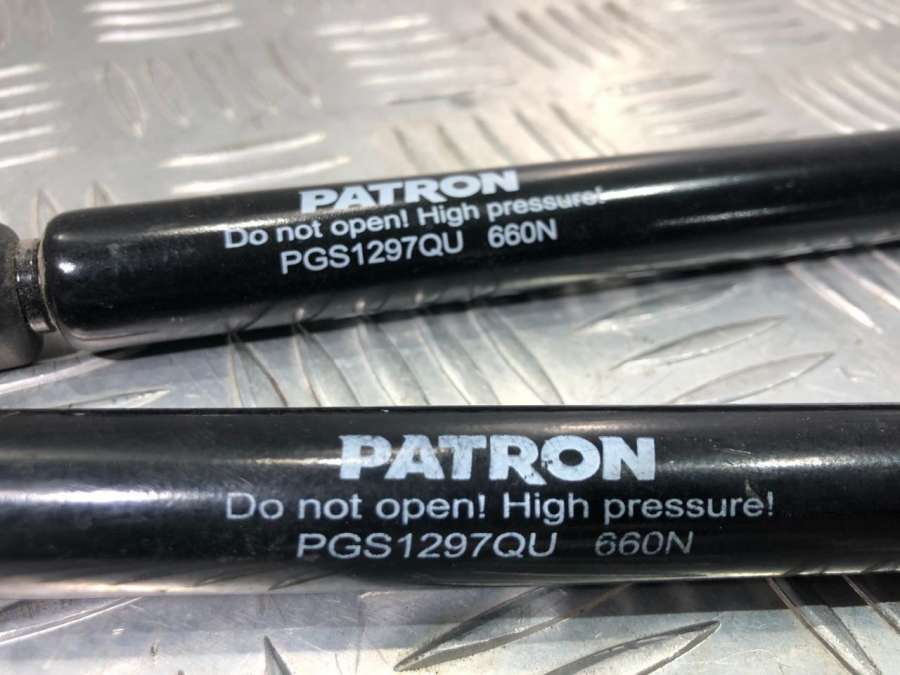 PATRON
Do not open! High pressure!
PGS1297QU 660N
PATRON
Do not open! High pressure!
PGS1297QU 660N